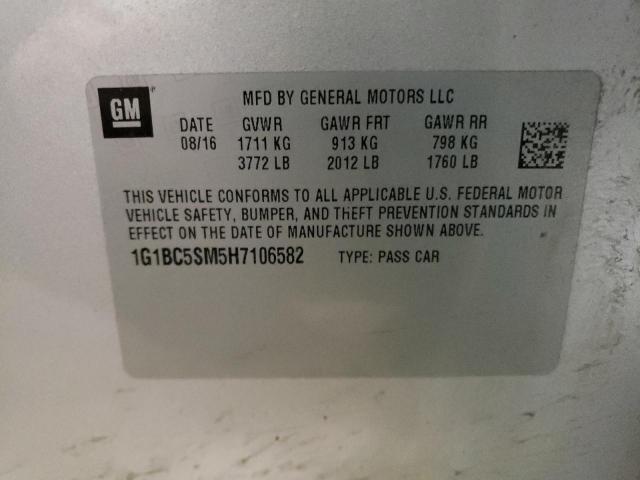 GM
MFD BY GENERAL MOTORS LLC
DATE GVWR GAWR FRT GAWR RR
08/16 1711 KG 913 KG 798 KG
3772 LB 2012 LB 1760 LB
THIS VEHICLE CONFORMS TO ALL APPLICABLE U.S. FEDERAL MOTOR
VEHICLE SAFETY, BUMPER, AND THEFT PREVENTION STANDARDS IN
EFFECT ON THE DATE OF MANUFACTURE SHOWN ABOVE.
1G1BC5SM5H7106582 TYPE: PASS CAR